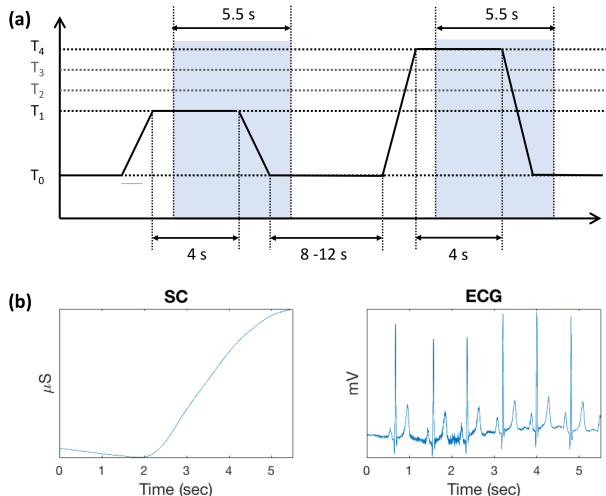 (a)
5.5 s
5.5 s
T4
T3
T2
T1
T0
4 s
8 -12 s
4 s
(b)
SC
ECG
µS
mV
0 1 2 3 4 5
0 1 2 3 4 5
Time (sec)
Time (sec)